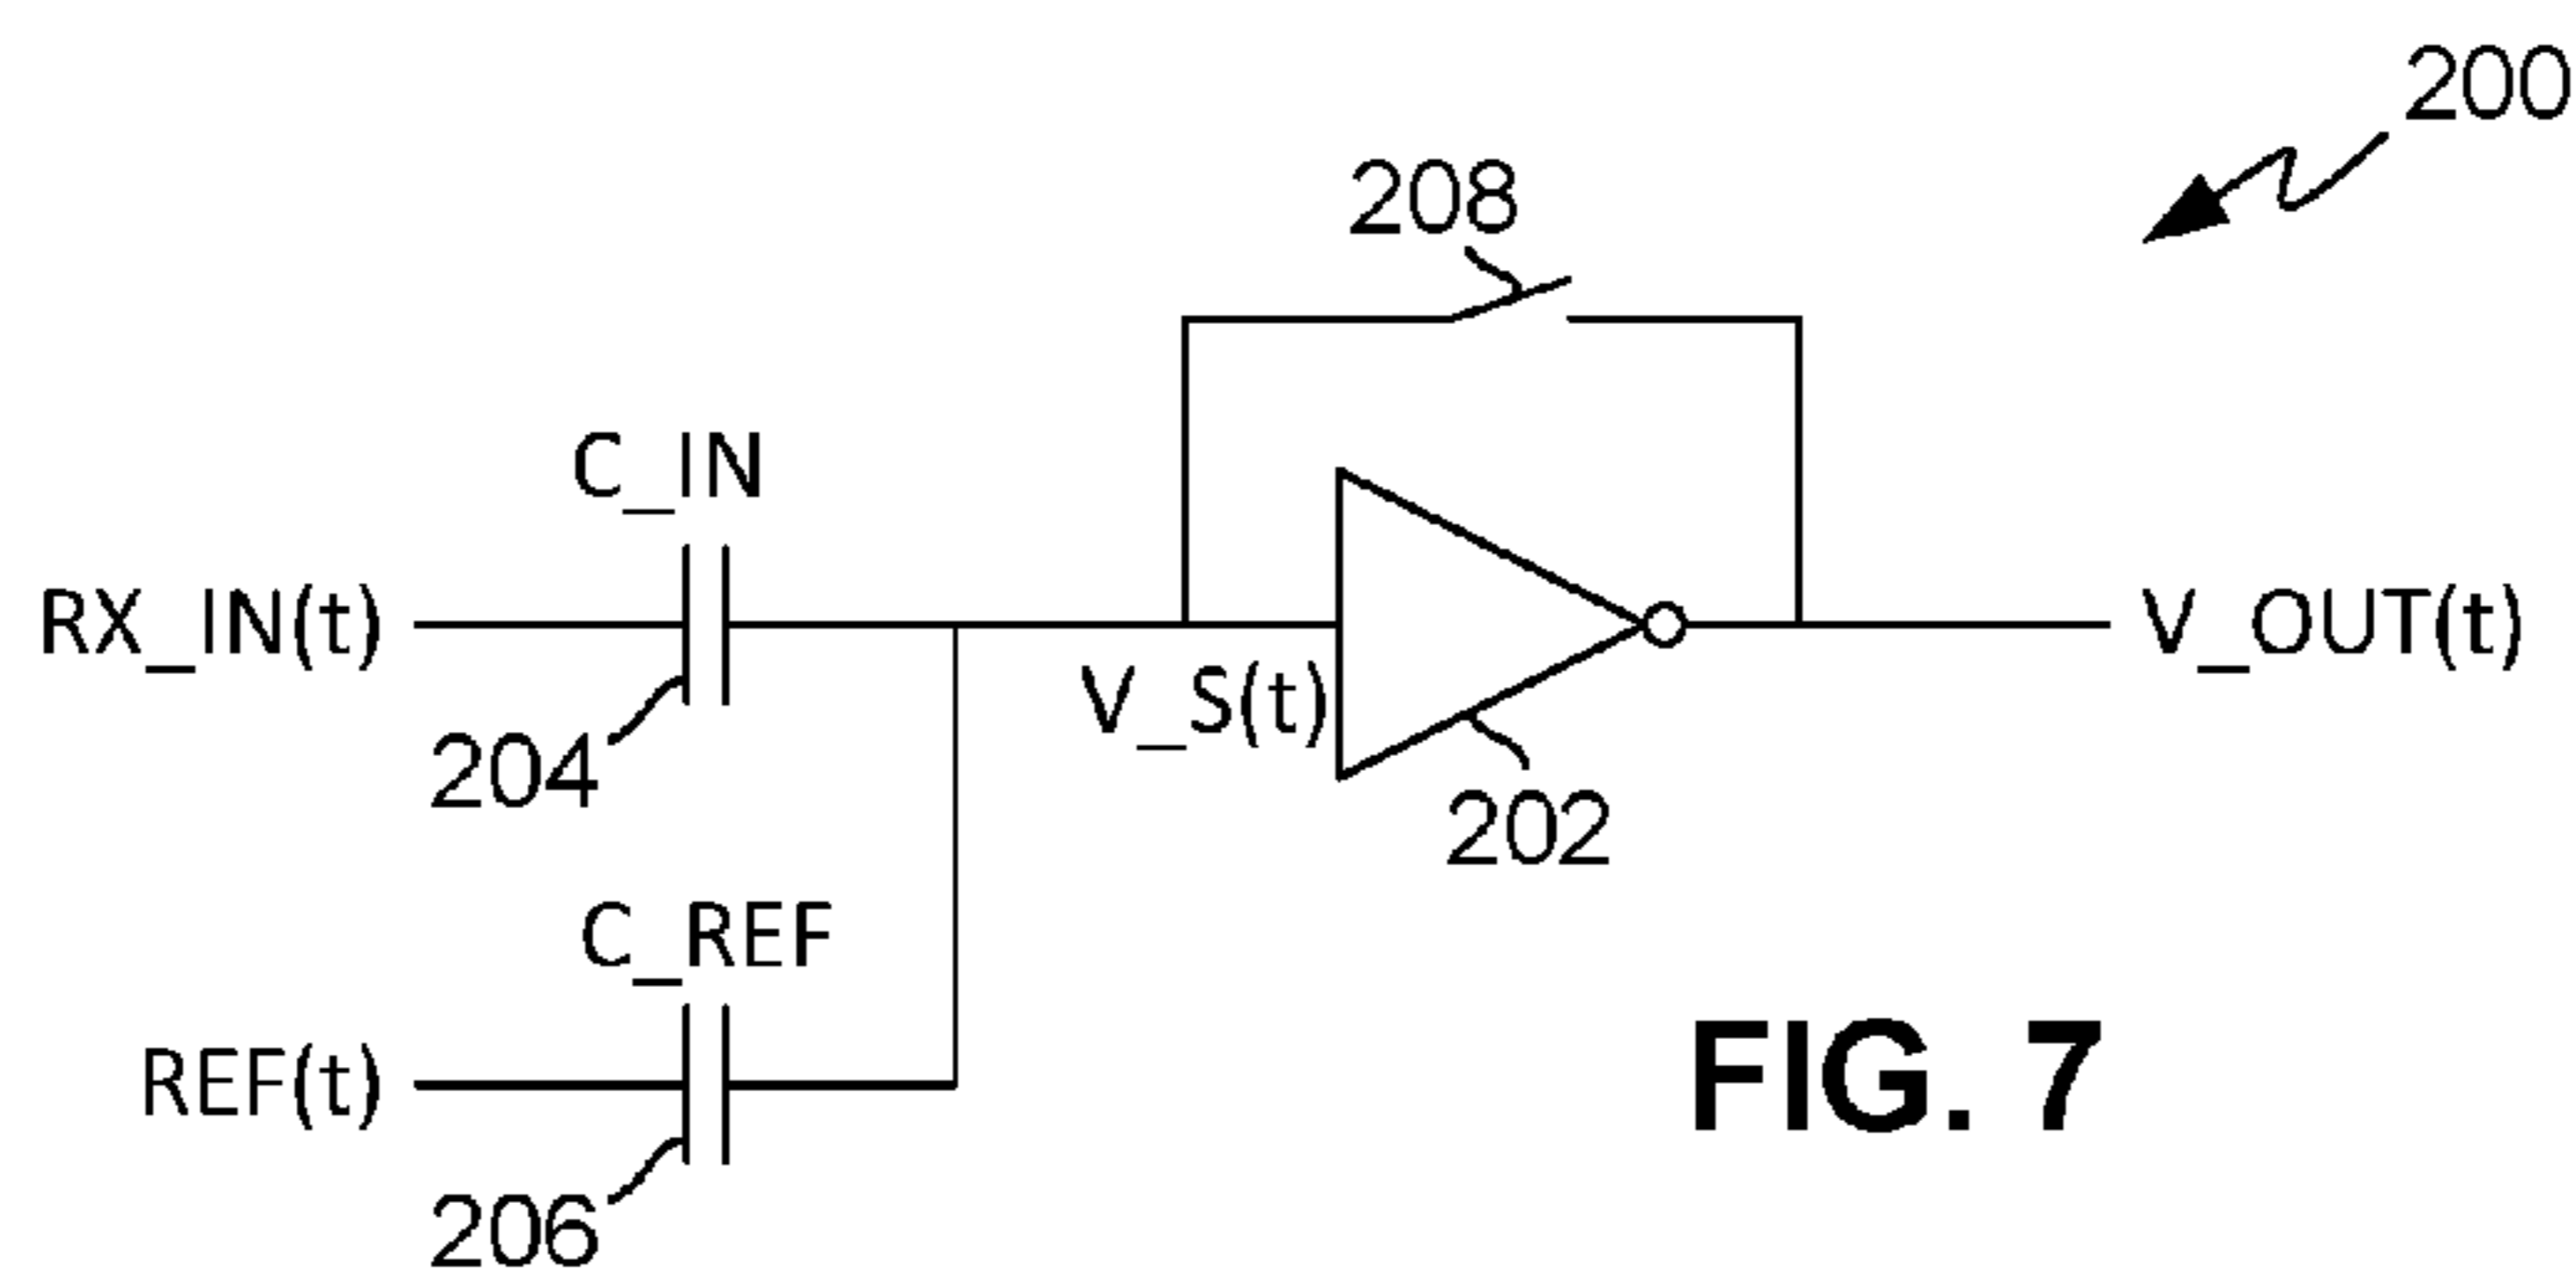 200
208
C_IN
RX_IN(t)
V_S(t)
V_OUT(t)
204
202
C_REF
REF(t)
206
FIG. 7